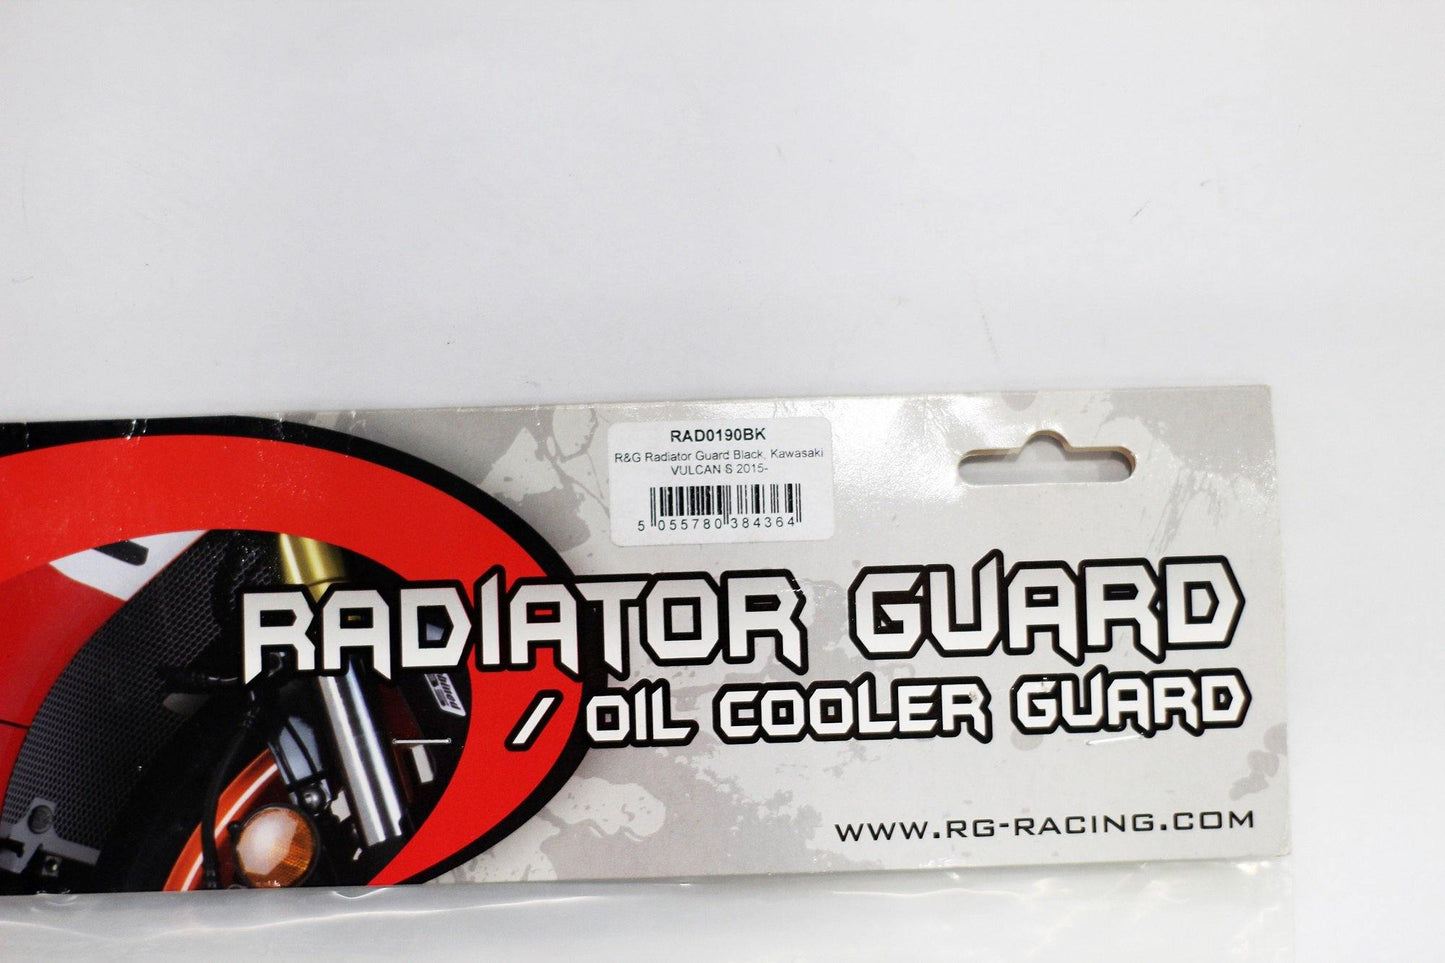 RAD0190BK
R&G Radiator Guard Black, Kawasaki
VULCAN S 2015-
5 055780 384364
RADIATOR GUARD
/ OIL COOLER GUARD
WWW.RG-RACING.COM